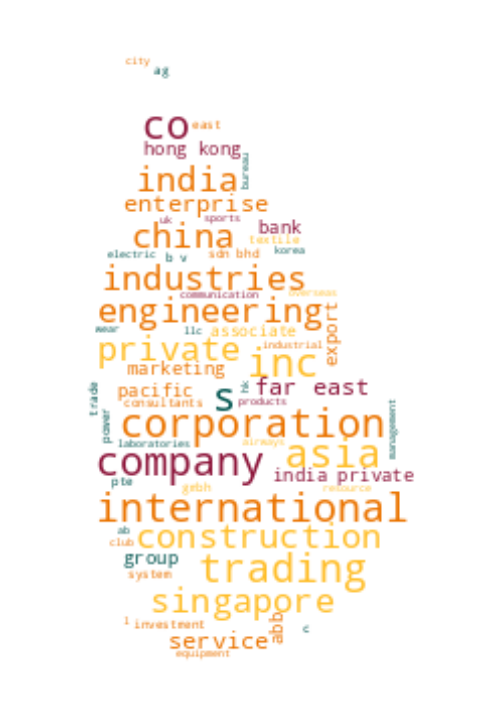 city
ag
co east
hong kong
bureau
india
enterprise
uk sports
bank
china textile
electric b v sdn bhd korea
industries
communication overseas
engineering
export
wear llc associate
private industrial
inc
marketing
hk far east
pacific
trade
s
consultants products
power
management
corporation
laboratories airways
asia
company
india private
pte gebh resource
international
ab
construction
club
group
trading
system
singapore
l investment
abb
c
service
equipment